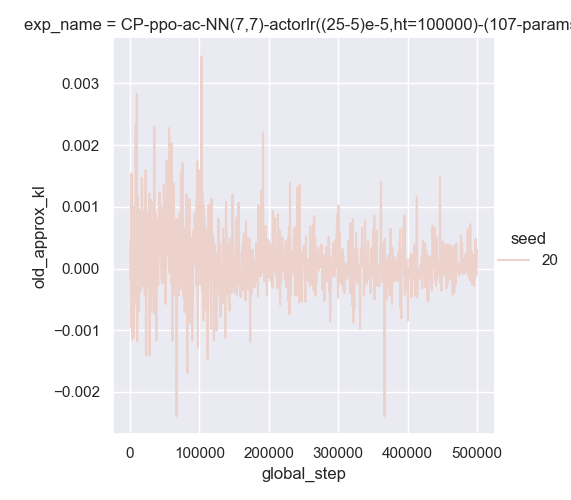 exp_name = CP-ppo-ac-NN(7,7)-actorlr((25-5)e-5,ht=100000)-(107-params
0.003
0.002
0.001
0.000
−0.001
−0.002
old_approx_kl
0 100000 200000 300000 400000 500000
global_step
seed
20